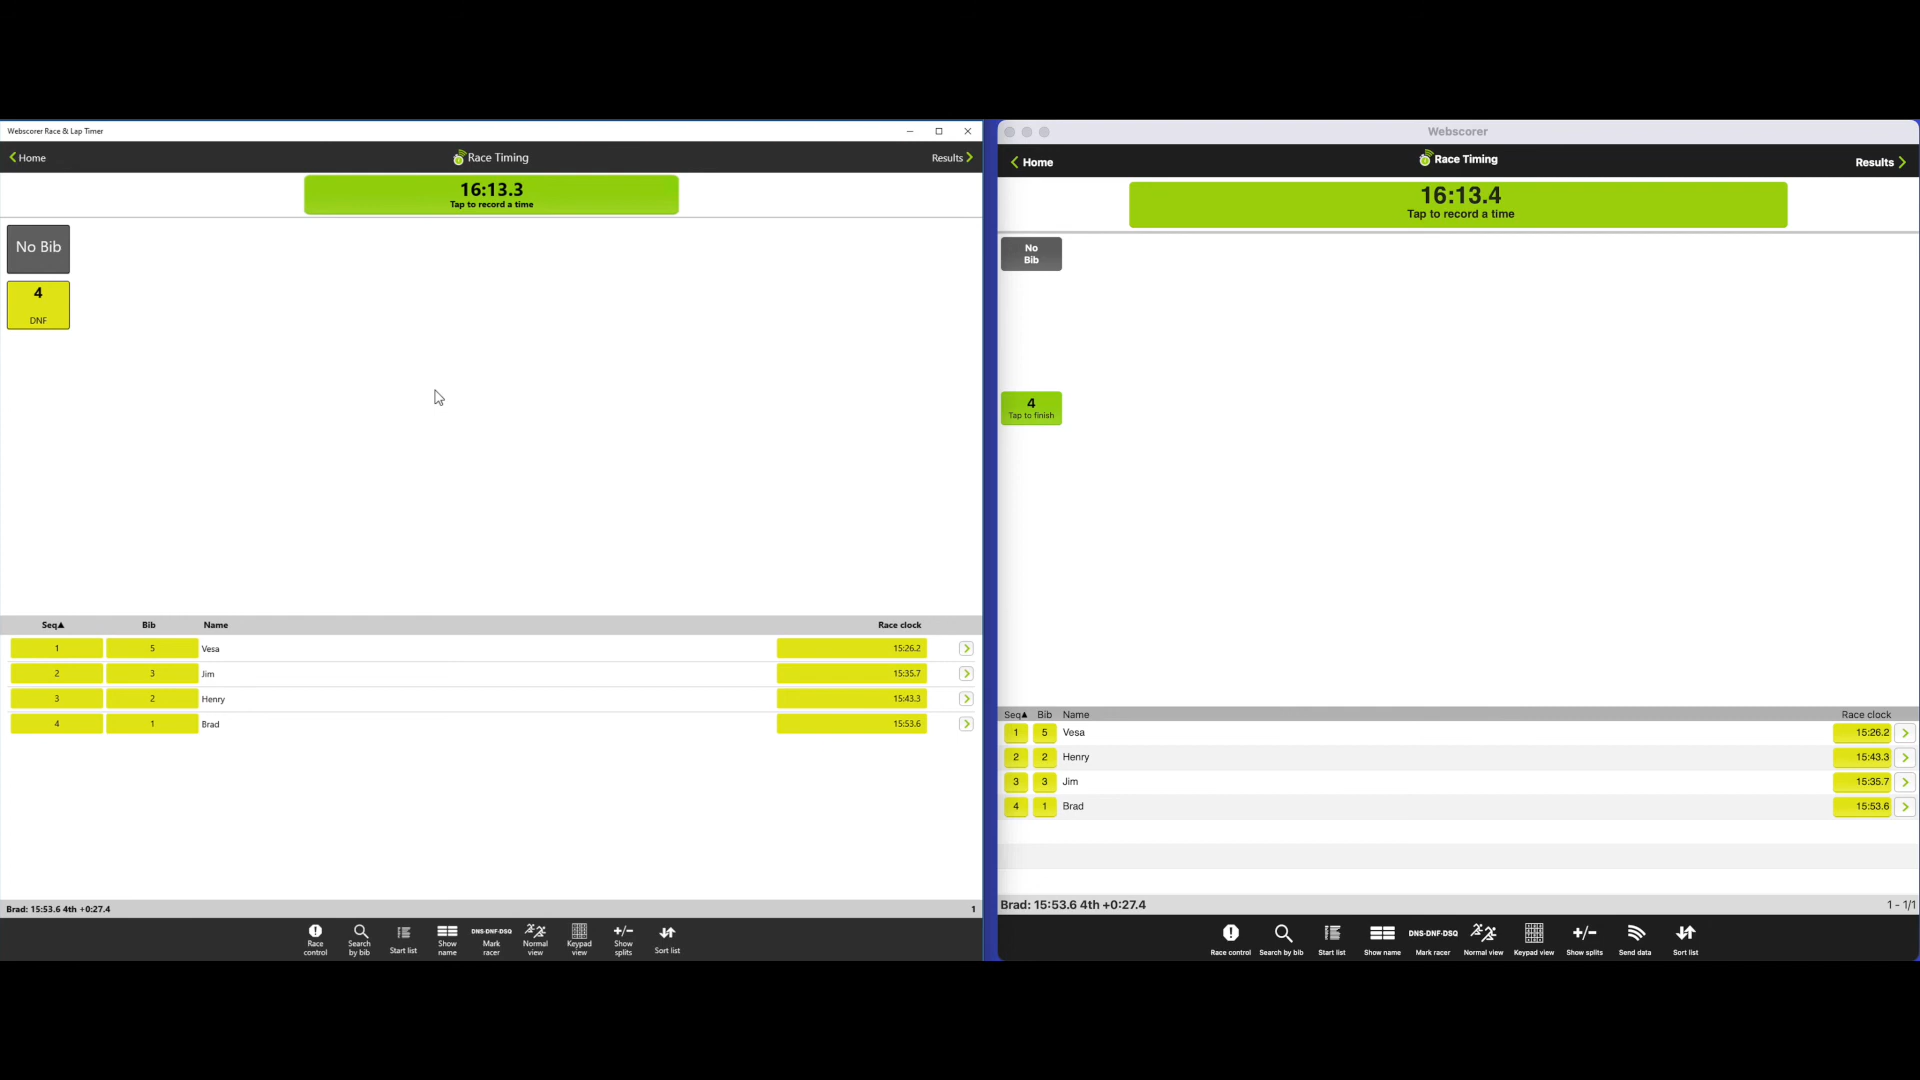 Webscorer Race & Lap Timer
Home
Race Timing
Results
16:13.3
Tap to record a time
No Bib
4
DNF
Seq▲ Bib Name Race clock
1 5 Vesa 15:26.2
2 3 Jim 15:35.7
3 2 Henry 15:43.3
4 1 Brad 15:53.6
Brad: 15:53.6 4th +0:27.4 1
DNS-DNF-DSQ
+/-
Race control
Search by bib
Start list
Show name
Mark racer
Normal view
Keypad view
Show splits
Sort list
Webscorer
Home
Race Timing
Results
16:13.4
Tap to record a time
No
Bib
4
Tap to finish
Seq▲ Bib Name Race clock
1 5 Vesa 15:26.2
2 2 Henry 15:43.3
3 3 Jim 15:35.7
4 1 Brad 15:53.6
Brad: 15:53.6 4th +0:27.4 1 - 1/1
DNS-DNF-DSQ
+/-
Race control
Search by bib
Start list
Show name
Mark racer
Normal view
Keypad view
Show splits
Send data
Sort list